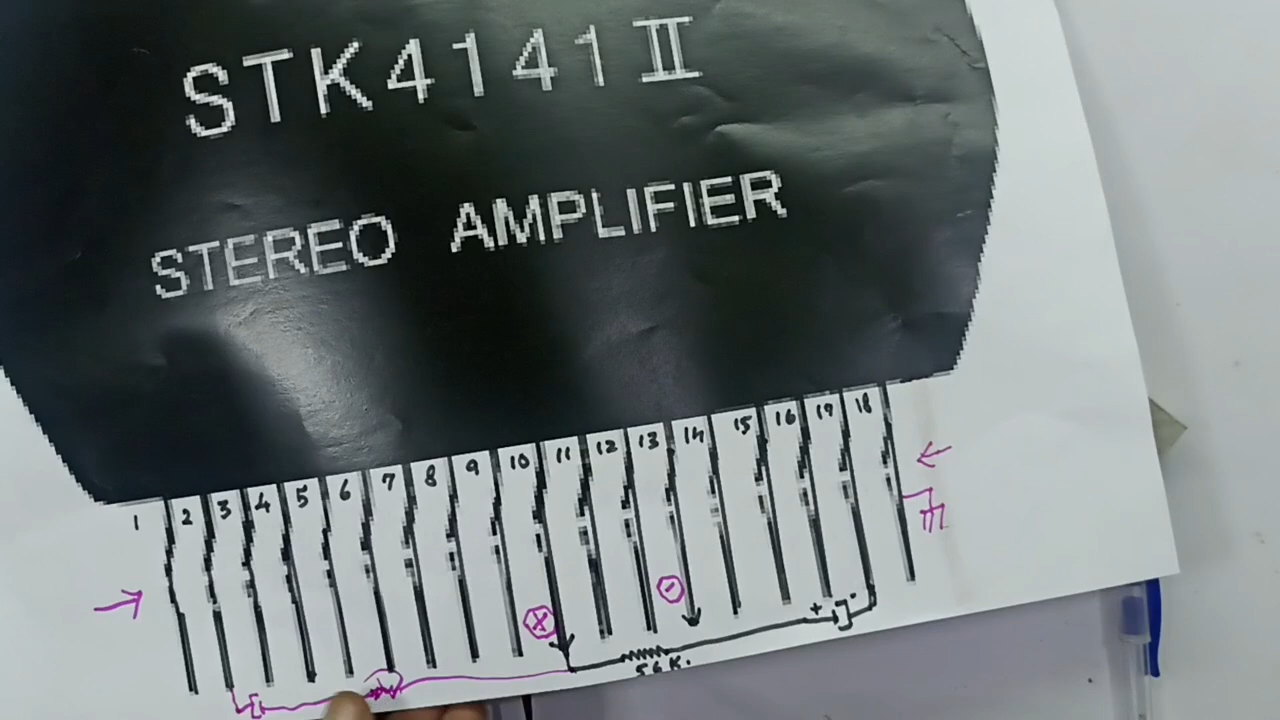 STK4141II
STEREO AMPLIFIER
1 2 3 4 5 6 7 8 9 10 11 12 13 14 15 16 17 18
+ -
+ -
56K.